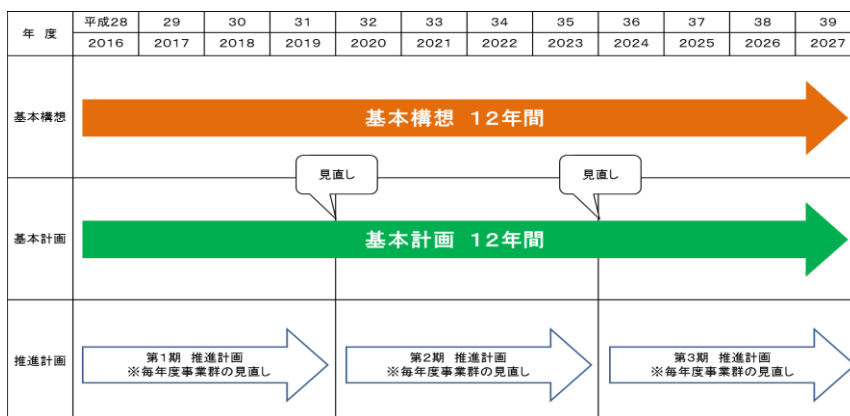 年 度
平成28 29 30 31 32 33 34 35 36 37 38 39
2016 2017 2018 2019 2020 2021 2022 2023 2024 2025 2026 2027
基本構想
基本構想 12年間
見直し
見直し
基本計画
基本計画 12年間
推進計画
第1期 推進計画
※毎年度事業群の見直し
第2期 推進計画
※毎年度事業群の見直し
第3期 推進計画
※毎年度事業群の見直し